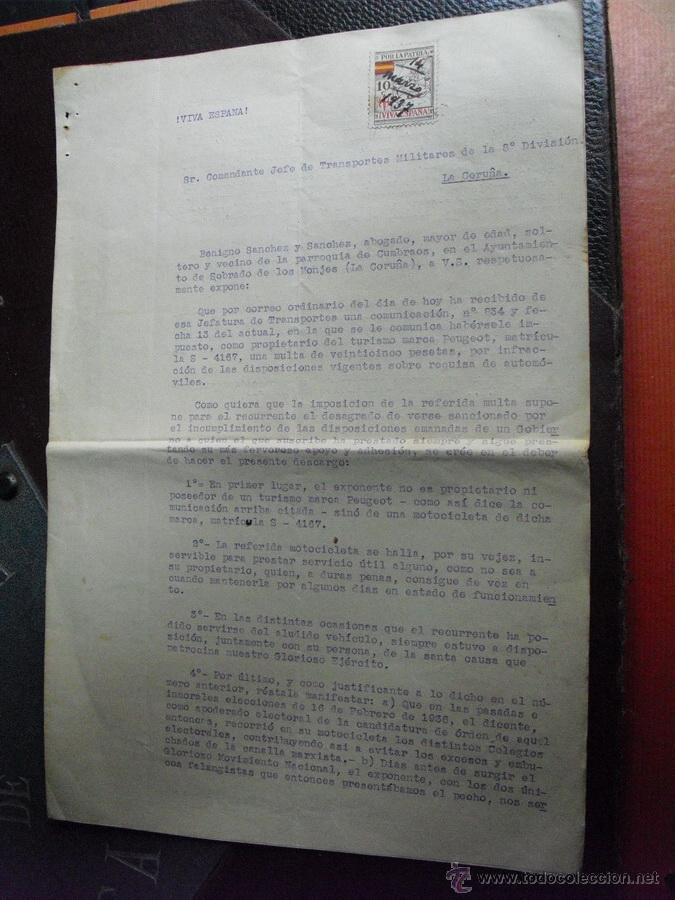 POR LA PATRIA
14
marzo
1937
10
¡VIVA ESPAÑA!
!VIVA ESPAÑA!
Sr. Comandante Jefe de Transportes Militares de la 8ª División.
La Coruña.
Benigno Sanchez y Sanchez, abogado, mayor de edad, sol-
tero y vecino de la parroquia de Cumbraos, en el Ayuntamien-
to de Sobrado de los Monjes (La Coruña), a V.S. respetuosa-
mente expone:
Que por correo ordinario del día de hoy ha recibido de
esa Jefatura de Transportes una comunicación, nº 834 y fe-
cha 13 del actual, en la que se le comunica habérsele im-
puesto, como propietario del turismo marca Peugeot, matrícu-
la S - 4167, una multa de veinticinco pesetas, por infrac-
ción de las disposiciones vigentes sobre requisa de automó-
viles.
Como quiera que la imposicion de la referida multa supo-
ne para el recurrente el desagrado de verse sancionado por
el incumplimiento de las disposiciones emanadas de un Gobier
no a quien el que suscribe ha prestado siempre y sigue pres-
tando su más fervoroso apoyo y adhesión, se crée en el deber
de hacer el presente descargo:
1º= En primer lugar, el exponente no es propietario ni
poseedor de un turismo marca Peugeot - como así dice la co-
municación arriba citada - sinó de una motocicleta de dicha
marca, matrícula S - 4167.
2º- La referida motocicleta se halla, por su vejez, in-
servible para prestar servicio útil alguno, como no sea a
su propietario, quien, a duras penas, consigue de vez en
cuando mantenerla por algunos días en estado de funcionamien
to.
3º- En las distintas ocasiones que el recurrente ha po-
dido servirse del aludido vehículo, siempre estuvo a dispo-
sición, juntamente con su persona, de la santa causa que
patrocina nuestro Glorioso Ejército.
4º- Por último, y como justificante a lo dicho en el nú-
mero anterior, réstale manifestar: a) Que en las pasadas e
inmorales elecciones de 16 de Febrero de 1936, el dicente,
como apoderado electoral de la candidatura de órden de aquel
entonces, recorrió en su motocicleta los distintos Colegios
electorales, contribuyendo así a evitar los excesos y embu-
chados de la canalla marxista.- b) Dias antes de surgir el
Glorioso Movimiento Nacional, el exponente, con los dos úni-
cos falangistas que entonces presentábamos el pecho, nos ser
DE
A
todocoleccion
www.todocoleccion.net